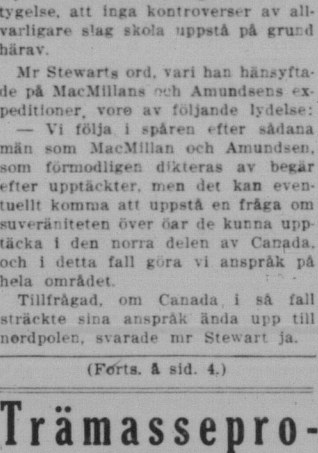 tygelse, att inga kontroverser av all-
varligare slag skola uppstå på grund
härav.
Mr Stewarts ord, vari han hänsyfta-
de på MacMillans och Amundsens ex-
peditioner, vore av följande lydelse:
— Vi följa i spåren efter sådana
män som MacMillan och Amundsen,
som förmodligen dikteras av begär
efter upptäckter, men det kan even-
tuellt komma att uppstå en fråga om
suveräniteten över öar de kunna upp-
täcka i den norra delen av Canada,
och i detta fall göra vi anspråk på
hela området.
Tillfrågad, om Canada i så fall
sträckte sina anspråk ända upp till
nordpolen, svarade mr Stewart ja.
(Forts. å sid. 4.)
Trämassepro-